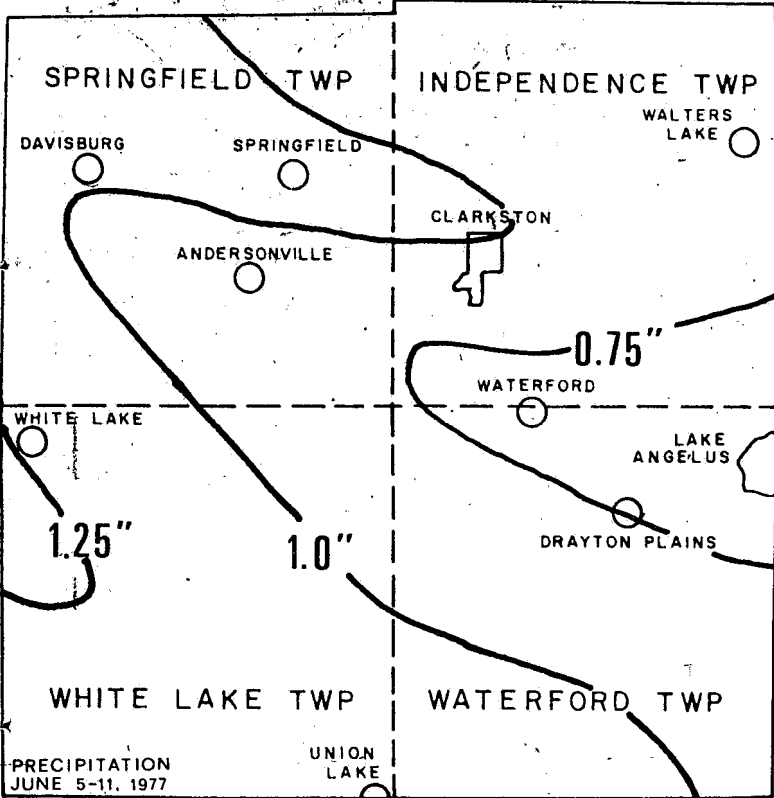 SPRINGFIELD TWP
INDEPENDENCE TWP
WALTERS
LAKE
DAVISBURG
SPRINGFIELD
CLARKSTON
ANDERSONVILLE
0.75"
WATERFORD
WHITE LAKE
LAKE
ANGELUS
1.25"
1.0"
DRAYTON PLAINS
WHITE LAKE TWP
WATERFORD TWP
UNION
LAKE
PRECIPITATION
JUNE 5-11, 1977